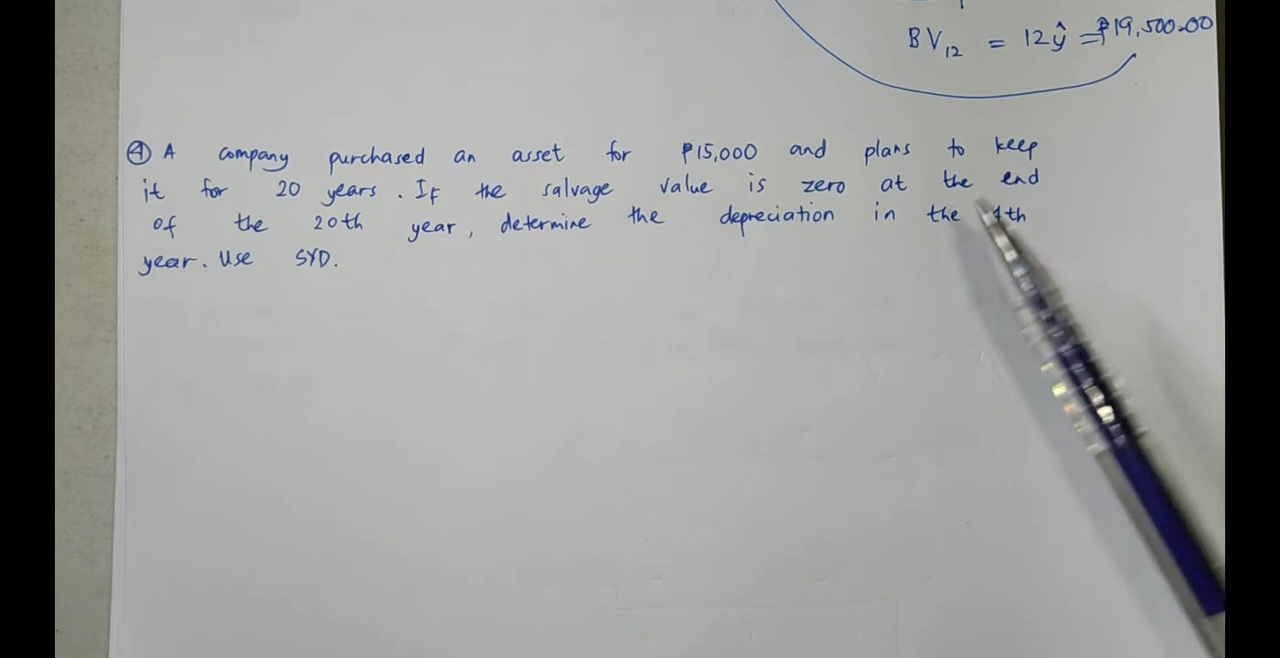 BV12 = 12ŷ = ₱19,500.00
④ A company purchased an asset for ₱15,000 and plans to keep
it for 20 years. If the salvage value is zero at the end
of the 20th year, determine the depreciation in the
year. Use SYD.